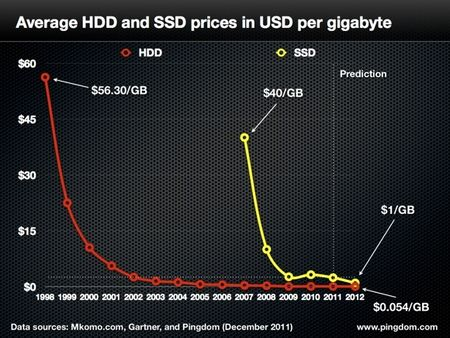 Average HDD and SSD prices in USD per gigabyte
HDD SSD
Prediction
$60
$56.30/GB
$40/GB
$45
$30
$1/GB
$15
$0
1998 1999 2000 2001 2002 2003 2004 2005 2006 2007 2008 2009 2010 2011 2012
$0.054/GB
Data sources: Mkomo.com, Gartner, and Pingdom (December 2011) www.pingdom.com